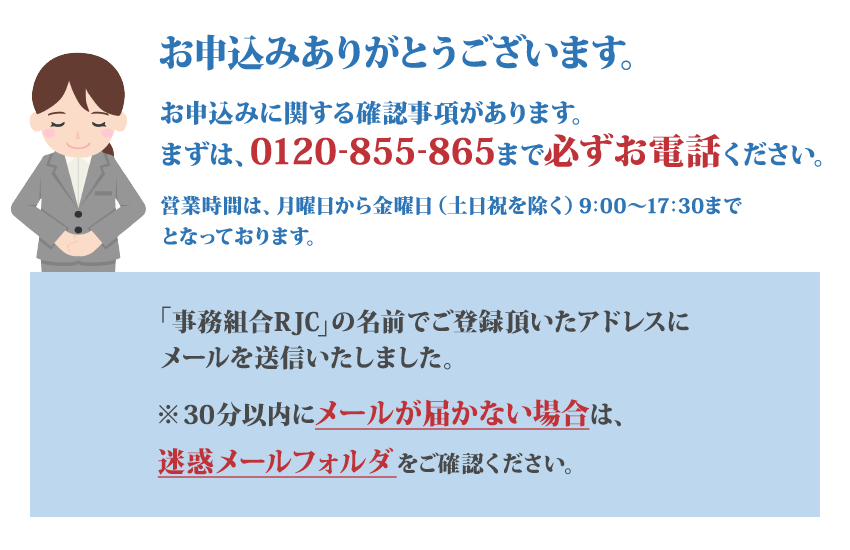 お申込みありがとうございます。
お申込みに関する確認事項があります。
まずは、0120-855-865まで必ずお電話ください。
営業時間は、月曜日から金曜日（土日祝を除く）9:00～17:30まで
となっております。
「事務組合RJC」の名前でご登録頂いたアドレスに
メールを送信いたしました。
※30分以内にメールが届かない場合は、
迷惑メールフォルダをご確認ください。